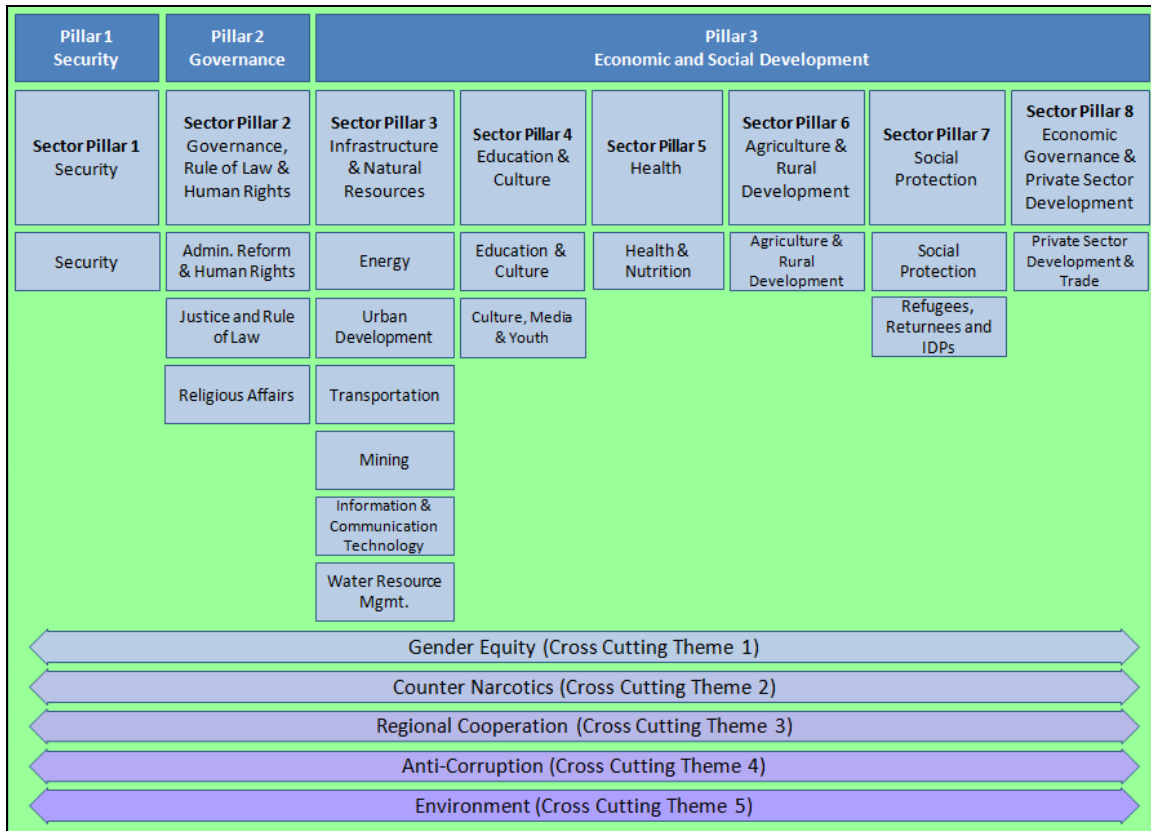 Pillar 1
Security
Pillar 2
Governance
Pillar 3
Economic and Social Development
Sector Pillar 1
Security
Sector Pillar 2
Governance,
Rule of Law &
Human Rights
Sector Pillar 3
Infrastructure
& Natural
Resources
Sector Pillar 4
Education &
Culture
Sector Pillar 5
Health
Sector Pillar 6
Agriculture &
Rural
Development
Sector Pillar 7
Social
Protection
Sector Pillar 8
Economic
Governance &
Private Sector
Development
Security
Admin. Reform
& Human Rights
Energy
Education &
Culture
Health &
Nutrition
Agriculture &
Rural
Development
Social
Protection
Private Sector
Development &
Trade
Justice and Rule
of Law
Urban
Development
Culture, Media
& Youth
Refugees,
Returnees and
IDPs
Religious Affairs
Transportation
Mining
Information &
Communication
Technology
Water Resource
Mgmt.
Gender Equity (Cross Cutting Theme 1)
Counter Narcotics (Cross Cutting Theme 2)
Regional Cooperation (Cross Cutting Theme 3)
Anti-Corruption (Cross Cutting Theme 4)
Environment (Cross Cutting Theme 5)